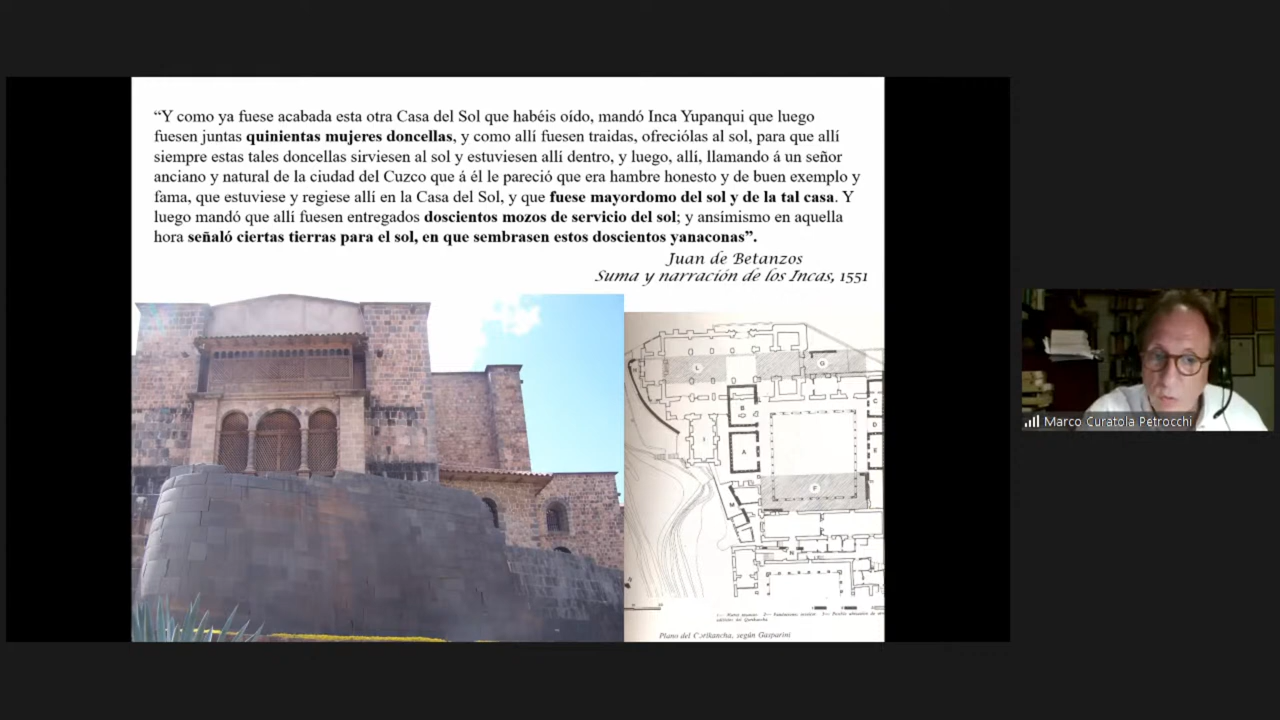 “Y como ya fuese acabada esta otra Casa del Sol que habéis oído, mandó Inca Yupanqui que luego
fuesen juntas quinientas mujeres doncellas, y como allí fuesen traidas, ofreciólas al sol, para que allí
siempre estas tales doncellas sirviesen al sol y estuviesen allí dentro, y luego, allí, llamando á un señor
anciano y natural de la ciudad del Cuzco que á él le pareció que era hambre honesto y de buen exemplo y
fama, que estuviese y regiese allí en la Casa del Sol, y que fuese mayordomo del sol y de la tal casa. Y
luego mandó que allí fuesen entregados doscientos mozos de servicio del sol; y ansímismo en aquella
hora señaló ciertas tierras para el sol, en que sembrasen estos doscientos yanaconas”.
Juan de Betanzos
Suma y narración de los Incas, 1551
L
G
B
C
D
I
A
E
F
M
N
Plano del Corikancha, según Gasparini
Marco Curatola Petrocchi